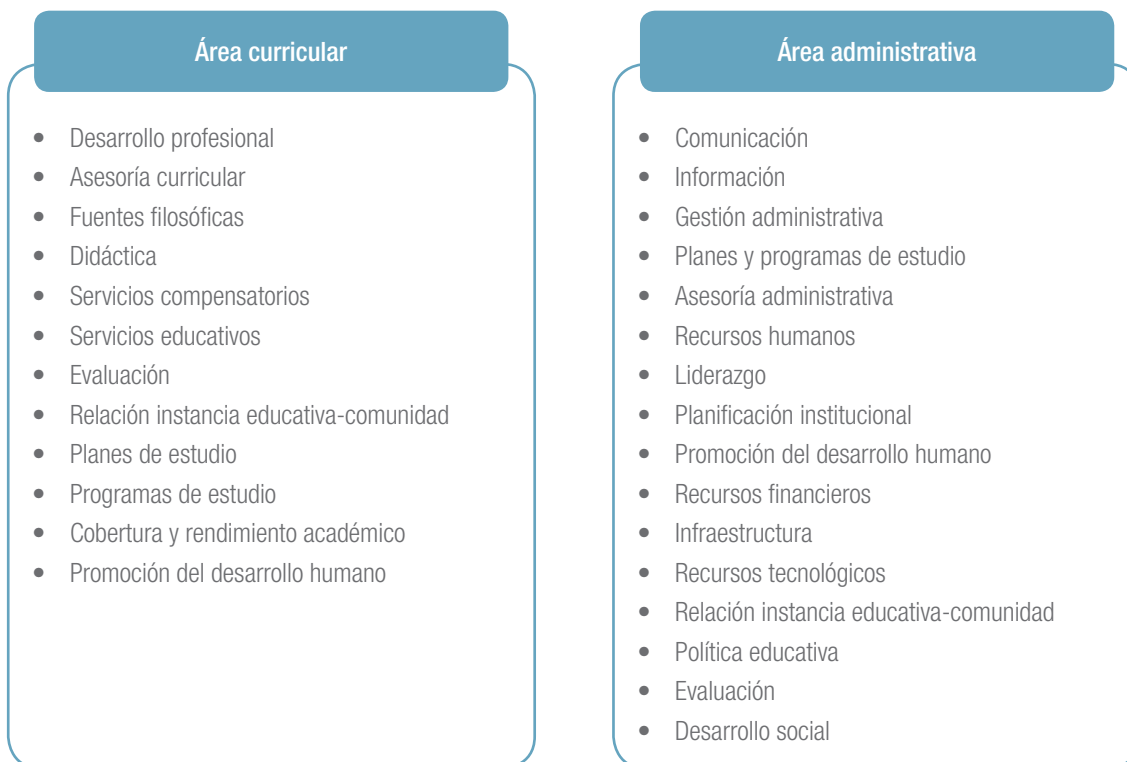 Área curricular
• Desarrollo profesional
• Asesoría curricular
• Fuentes filosóficas
• Didáctica
• Servicios compensatorios
• Servicios educativos
• Evaluación
• Relación instancia educativa-comunidad
• Planes de estudio
• Programas de estudio
• Cobertura y rendimiento académico
• Promoción del desarrollo humano
Área administrativa
• Comunicación
• Información
• Gestión administrativa
• Planes y programas de estudio
• Asesoría administrativa
• Recursos humanos
• Liderazgo
• Planificación institucional
• Promoción del desarrollo humano
• Recursos financieros
• Infraestructura
• Recursos tecnológicos
• Relación instancia educativa-comunidad
• Política educativa
• Evaluación
• Desarrollo social